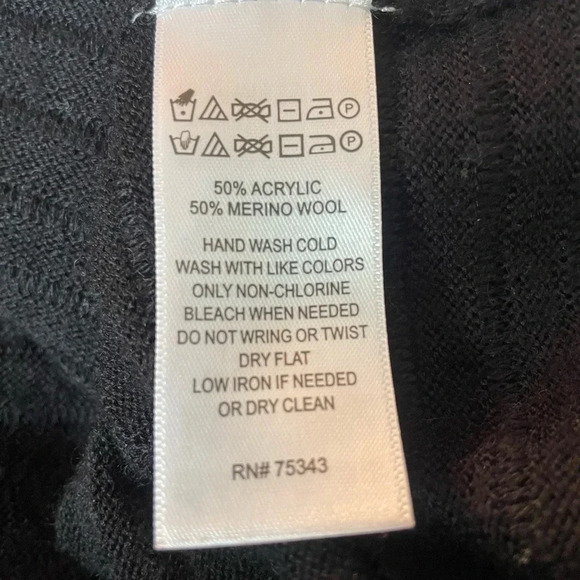 P
P
50% ACRYLIC
50% MERINO WOOL
HAND WASH COLD
WASH WITH LIKE COLORS
ONLY NON-CHLORINE
BLEACH WHEN NEEDED
DO NOT WRING OR TWIST
DRY FLAT
LOW IRON IF NEEDED
OR DRY CLEAN
RN# 75343